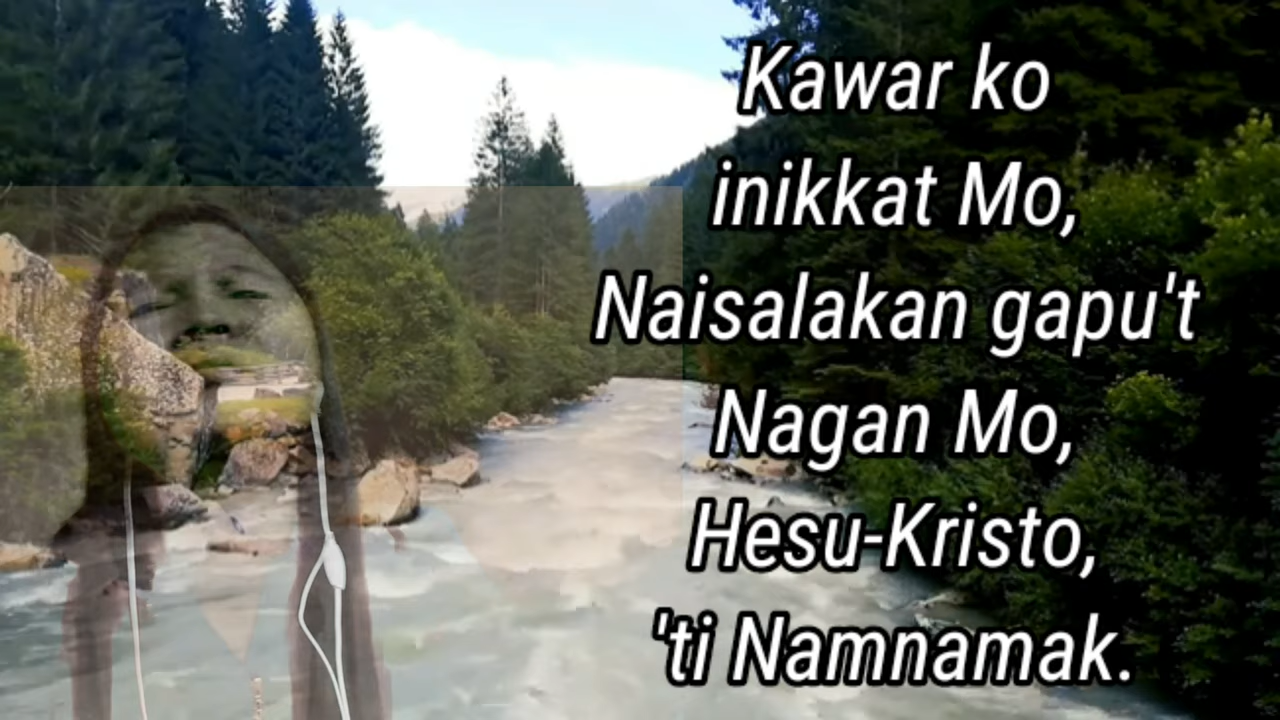 Kawar ko
inikkat Mo,
Naisalakan gapu't
Nagan Mo,
Hesu-Kristo,
'ti Namnamak.